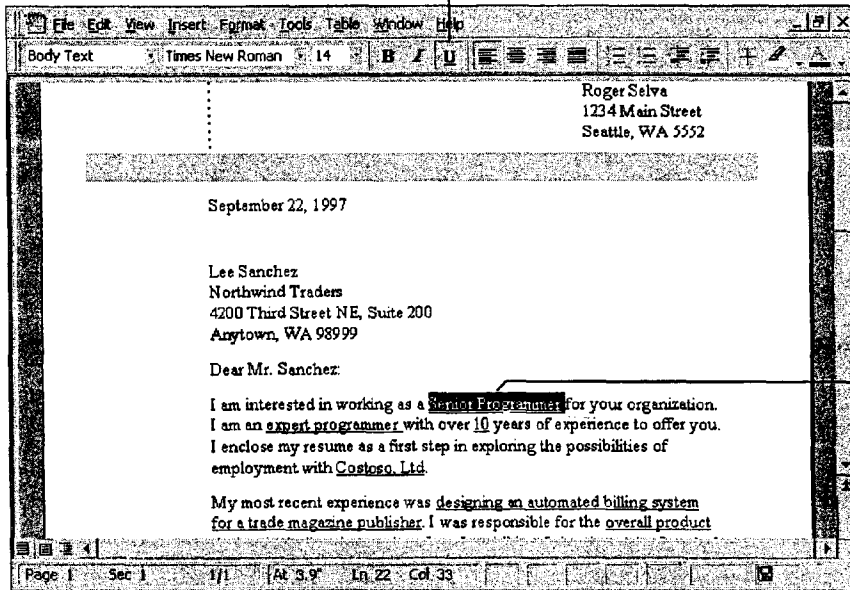 File Edit View Insert Format Tools Table Window Help
Body Text Times New Roman 14 B I U A
Roger Selva
1234 Main Street
Seattle, WA 5552
September 22, 1997
Lee Sanchez
Northwind Traders
4200 Third Street NE, Suite 200
Anytown, WA 98999
Dear Mr. Sanchez:
I am interested in working as a Senior Programmer for your organization.
I am an expert programmer with over 10 years of experience to offer you.
I enclose my resume as a first step in exploring the possibilities of
employment with Costoso, Ltd.
My most recent experience was designing an automated billing system
for a trade magazine publisher. I was responsible for the overall product
Page 1 Sec 1 1/1 At 3.9" Ln 22 Col 33